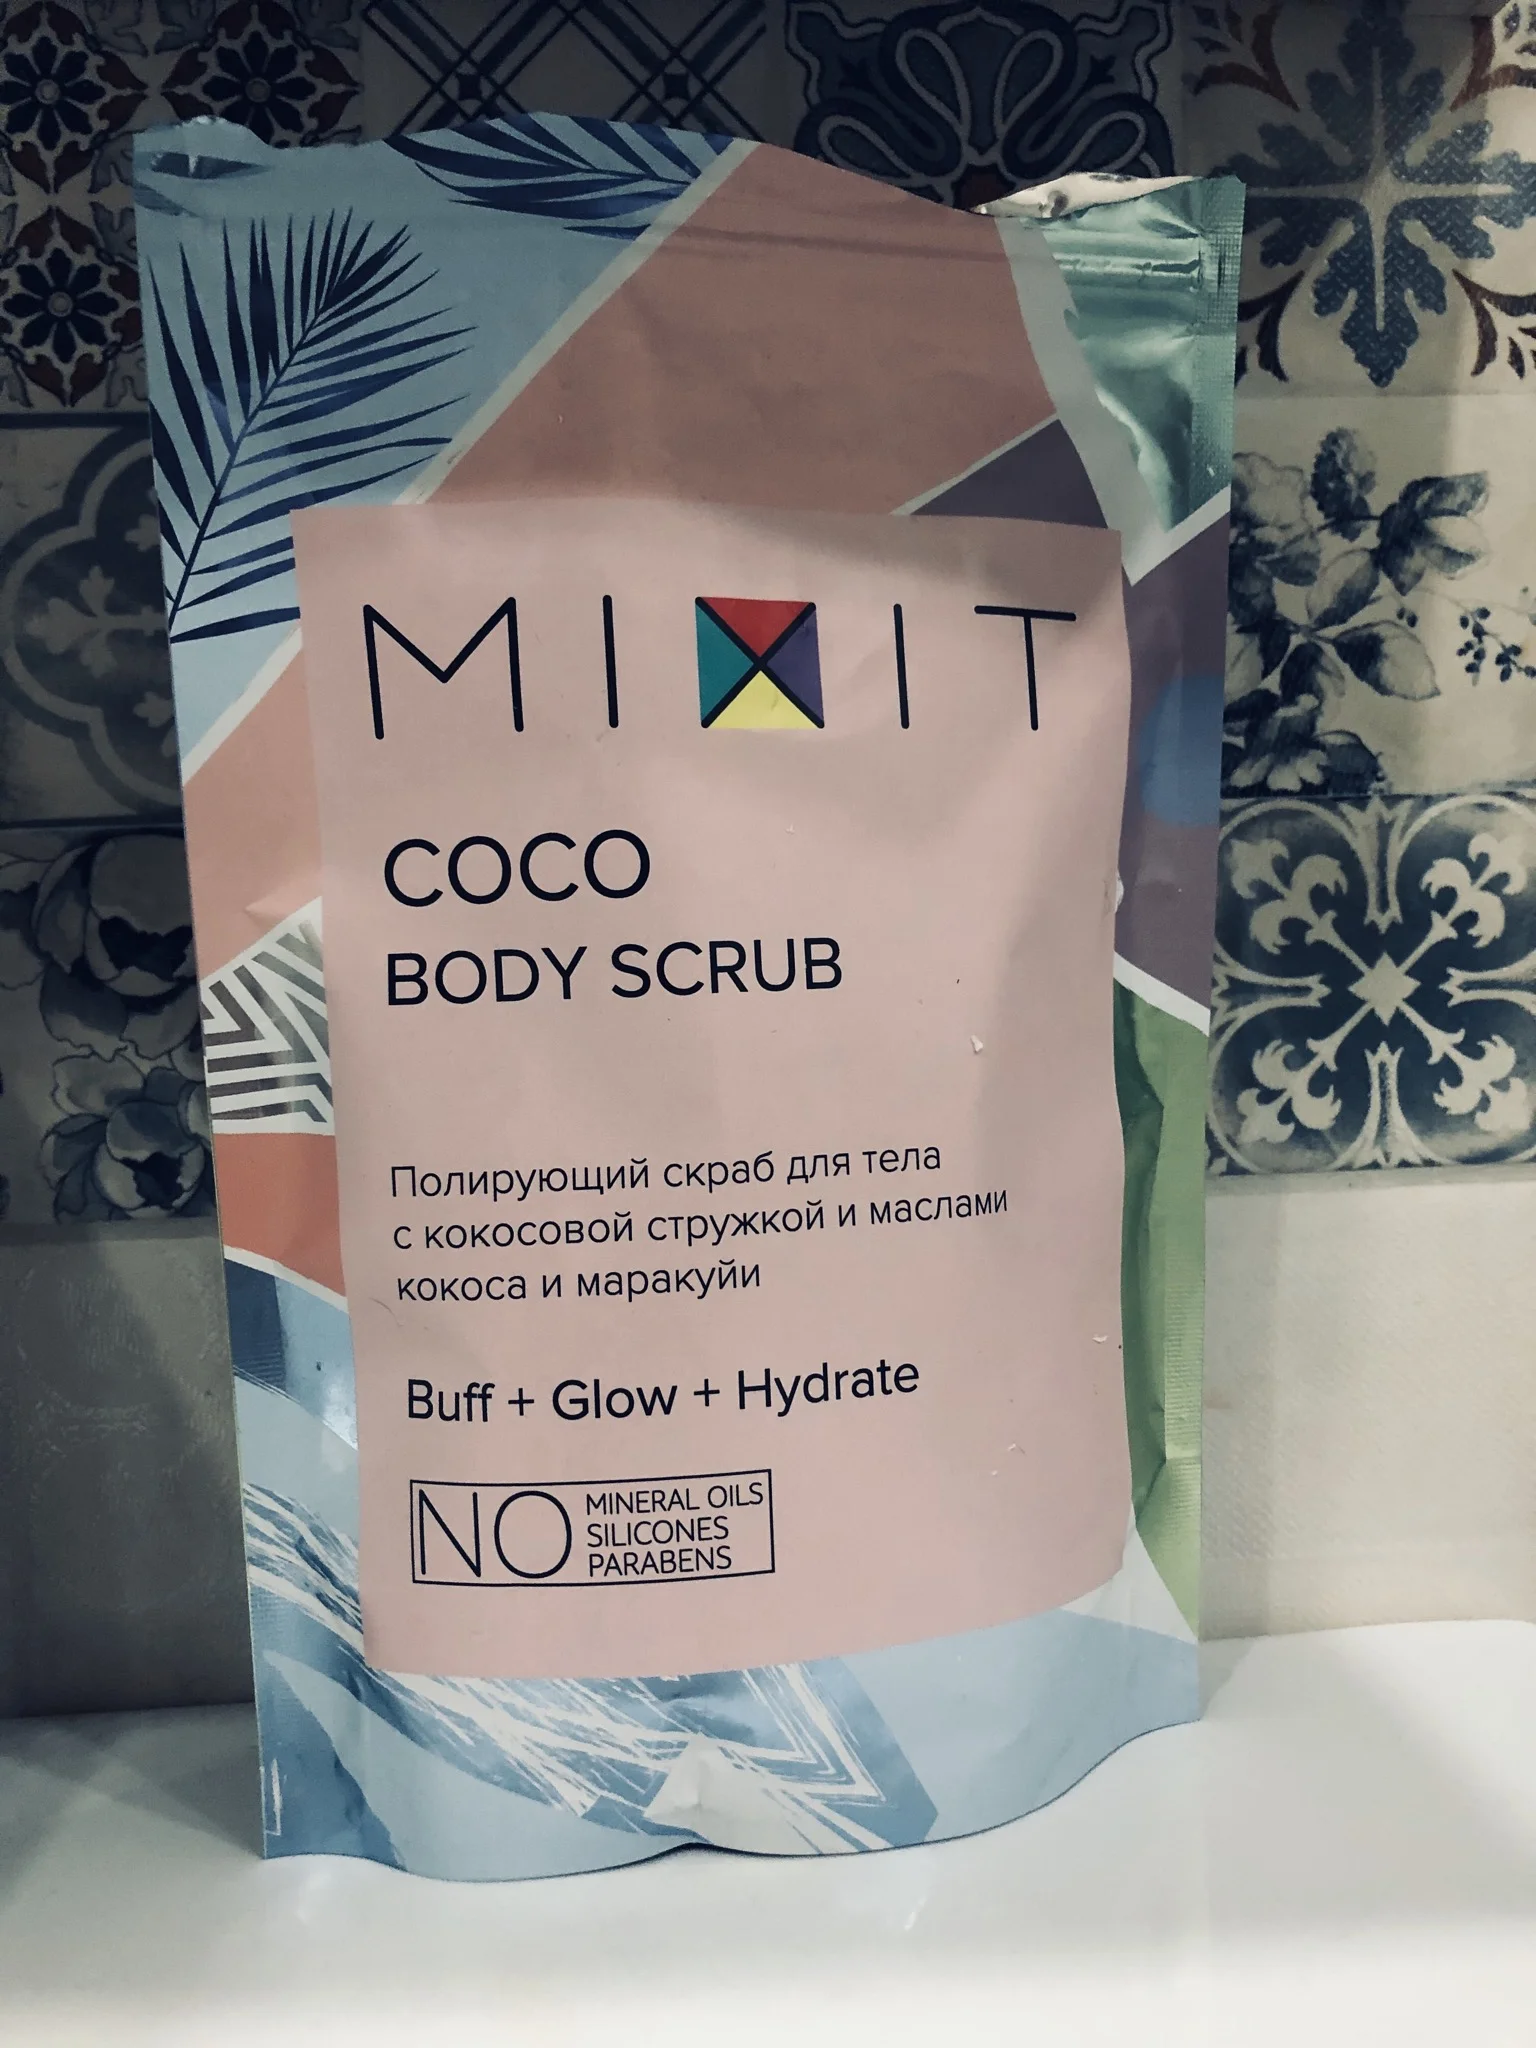 MIXIT
COCO
BODY SCRUB
Полирующий скраб для тела
с кокосовой стружкой и маслами
кокоса и маракуйи
Buff + Glow + Hydrate
NO MINERAL OILS
SILICONES
PARABENS